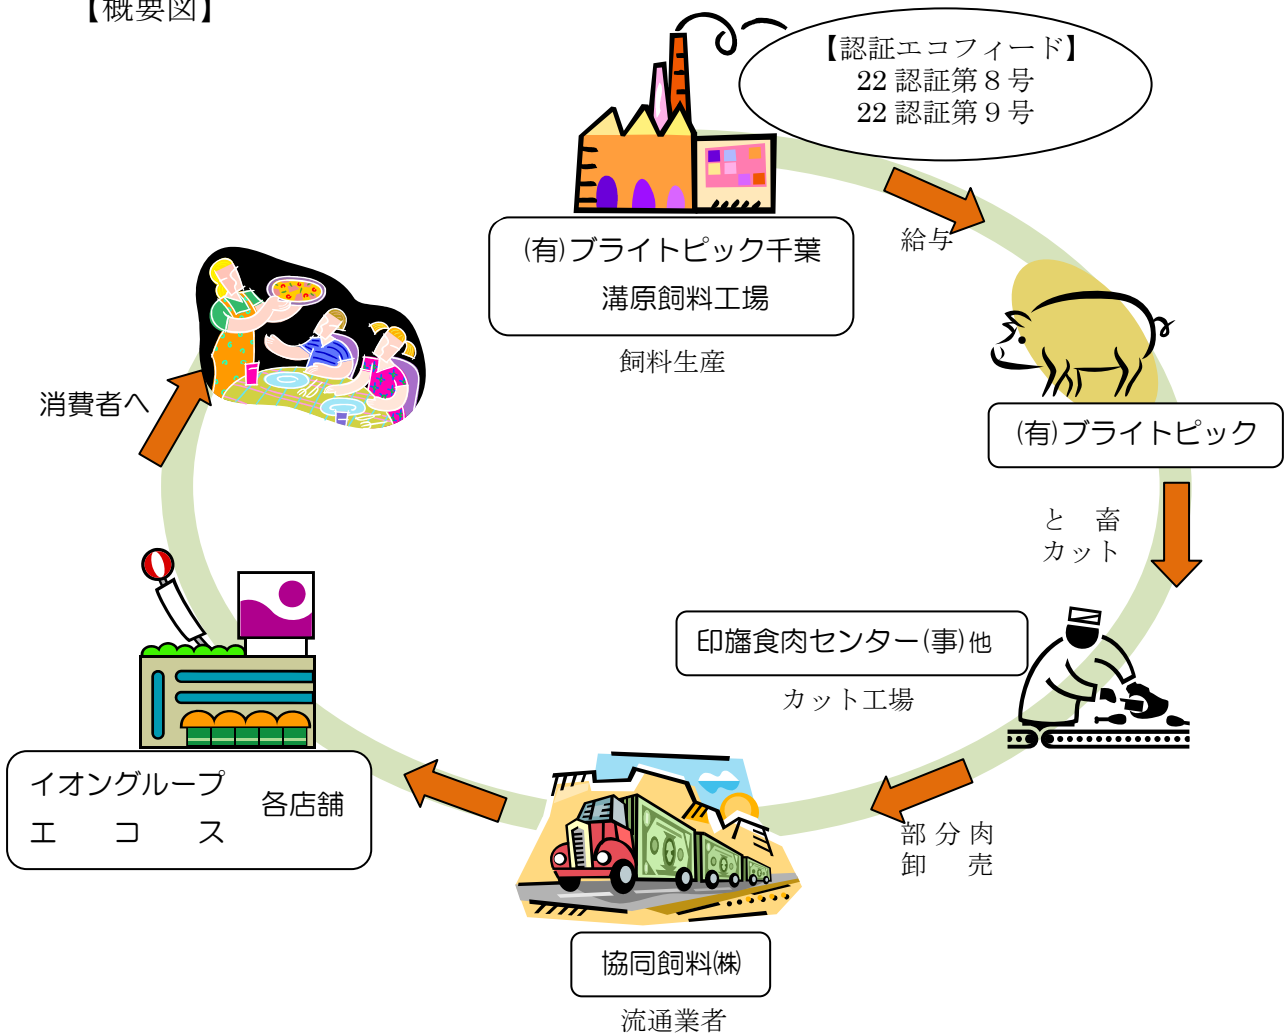 【概要図】
【認証エコフィード】
22 認証第８号
22 認証第９号
(有)ブライトピック千葉
溝原飼料工場
飼料生産
給与
(有)ブライトピック
と　畜
カット
印旛食肉センター(事)他
カット工場
部 分 肉
卸　売
協同飼料㈱
流通業者
イオングループ
エ　コ　ス
各店舗
消費者へ